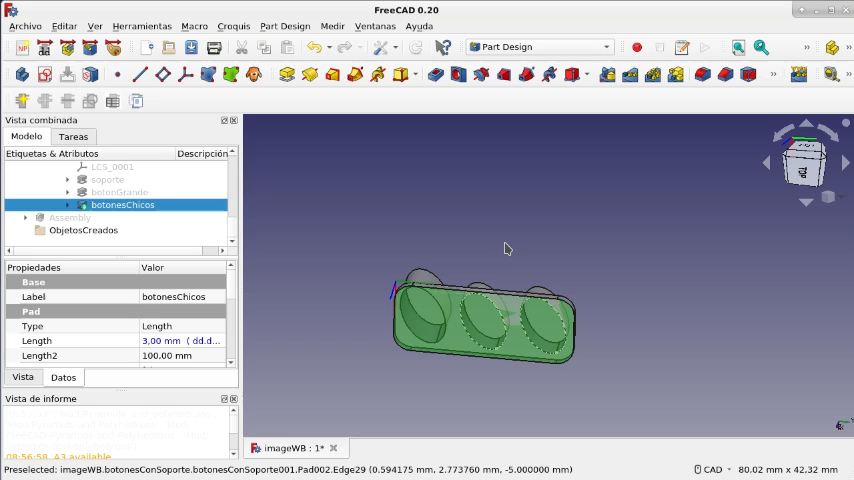 FreeCAD 0.20
Archivo Editar Ver Herramientas Macro Croquis Part Design Medir Ventanas Ayuda
Part Design
Vista combinada
Modelo Tareas
Etiquetas & Atributos Descripción
LCS_0001
soporte
botonGrande
botonesChicos
Assembly
ObjetosCreados
Propiedades Valor
Base
Label botonesChicos
Pad
Type Length
Length 3,00 mm ( dd.d...
Length2 100.00 mm
Vista Datos
Vista de informe
08:56:58 A3 available
TOP
imageWB : 1*
Preselected: imageWB.botonesConSoporte.botonesConSoporte001.Pad002.Edge29 (0.594175 mm, 2.773760 mm, -5.000000 mm)
CAD 80.02 mm x 42,32 mm